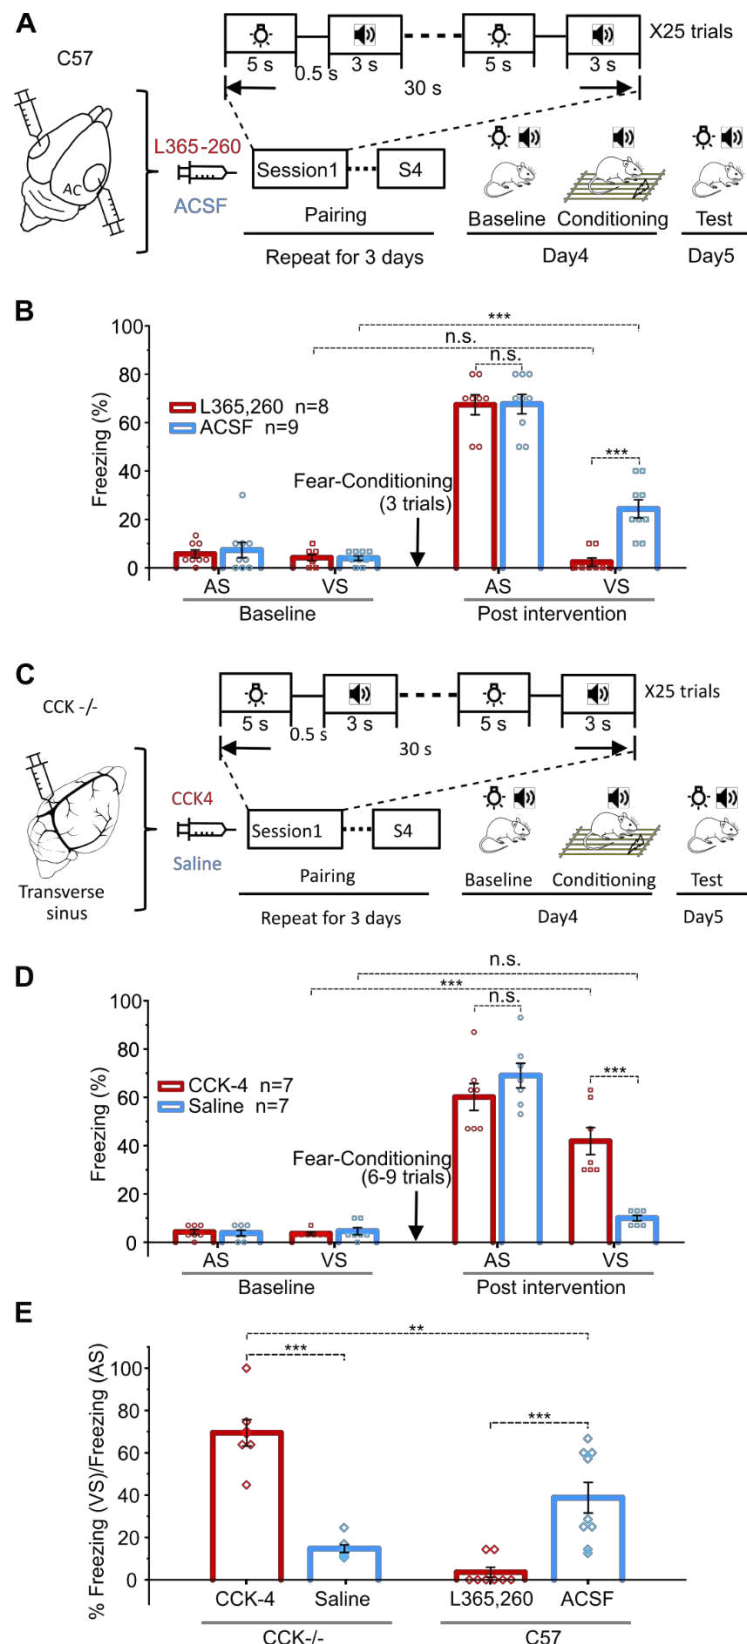 A
C57
5 s
0.5 s
3 s
30 s
5 s
3 s
X25 trials
L365-260
ACSF
AC
Session1
S4
Pairing
Repeat for 3 days
Baseline
Conditioning
Test
Day4
Day5
B
Freezing (%)
100
80
60
40
20
0
L365,260 n=8
ACSF n=9
Fear-Conditioning
(3 trials)
***
n.s.
n.s.
***
AS
VS
AS
VS
Baseline
Post intervention
C
CCK -/-
5 s
0.5 s
3 s
30 s
5 s
3 s
X25 trials
CCK4
Saline
Transverse
sinus
Session1
S4
Pairing
Repeat for 3 days
Baseline
Conditioning
Test
Day4
Day5
D
Freezing (%)
100
80
60
40
20
0
CCK-4 n=7
Saline n=7
Fear-Conditioning
(6-9 trials)
n.s.
***
n.s.
***
AS
VS
AS
VS
Baseline
Post intervention
E
% Freezing (VS)/Freezing (AS)
100
80
60
40
20
0
**
***
***
CCK-4
Saline
L365,260
ACSF
CCK-/-
C57